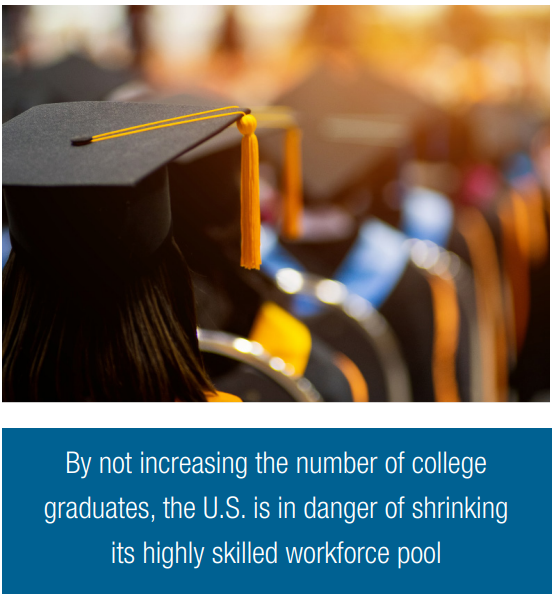 By not increasing the number of college
graduates, the U.S. is in danger of shrinking
its highly skilled workforce pool